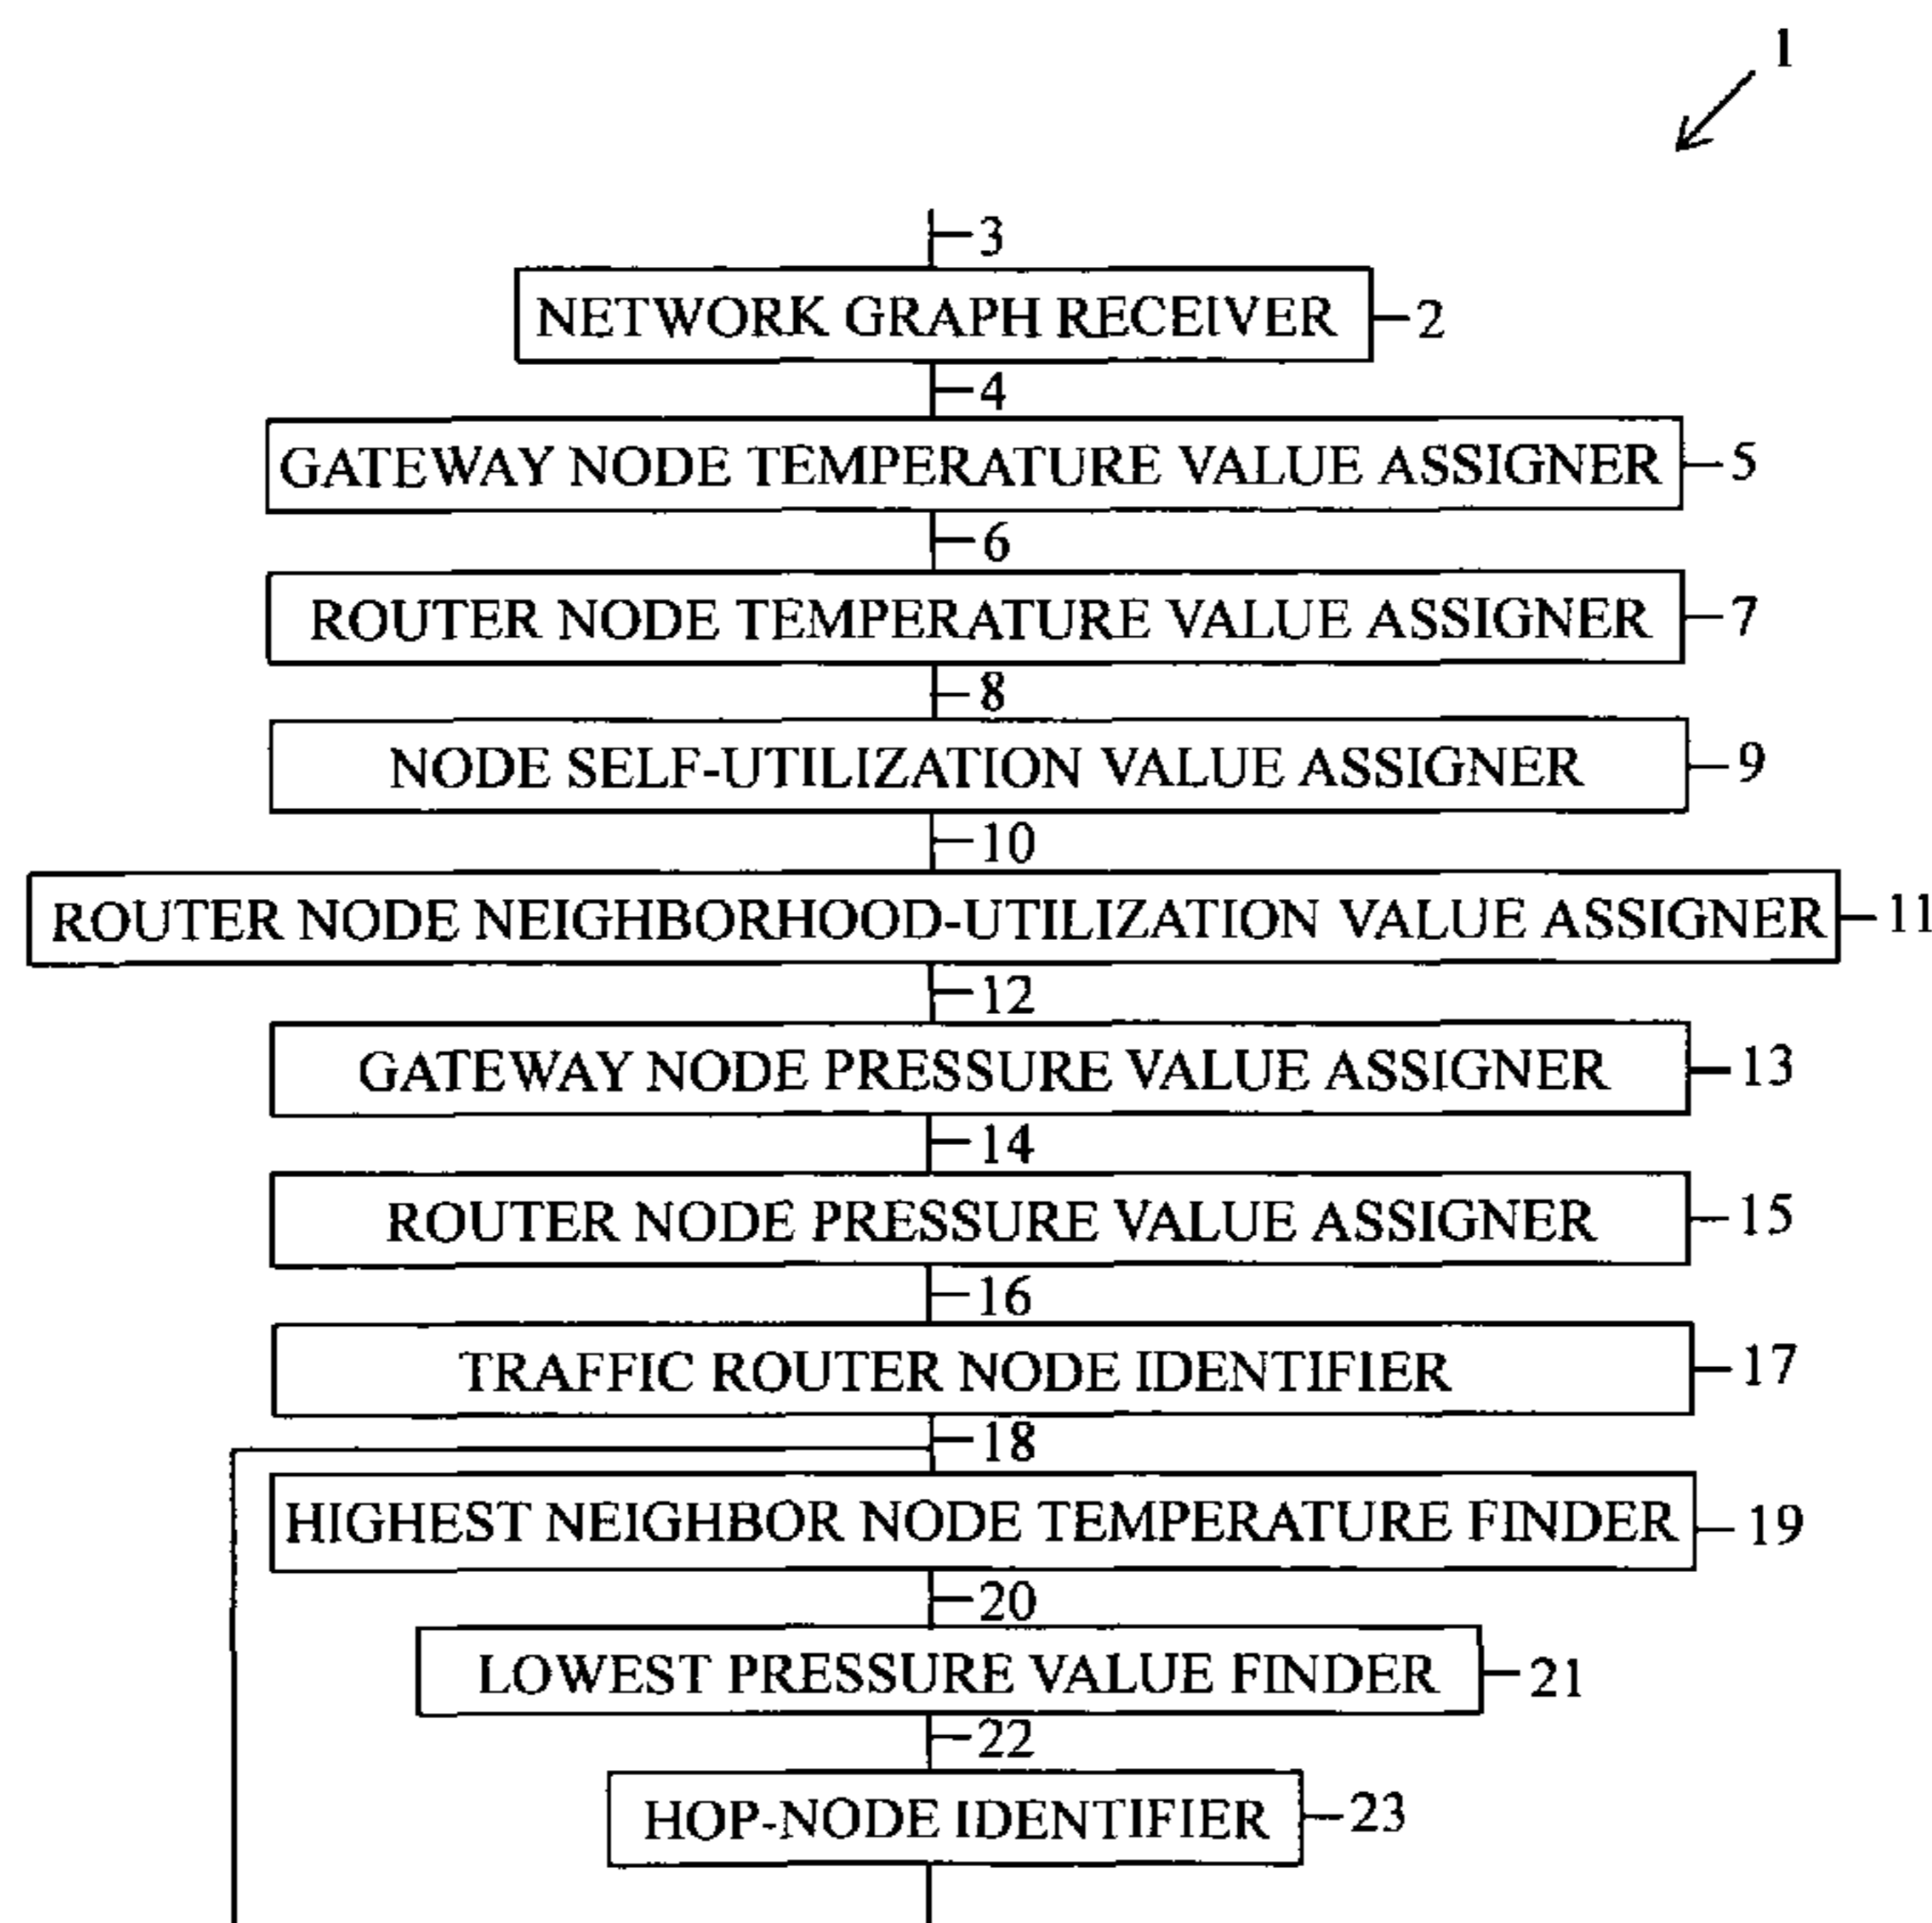 1
3
NETWORK GRAPH RECEIVER 2
4
GATEWAY NODE TEMPERATURE VALUE ASSIGNER 5
6
ROUTER NODE TEMPERATURE VALUE ASSIGNER 7
8
NODE SELF-UTILIZATION VALUE ASSIGNER 9
10
ROUTER NODE NEIGHBORHOOD-UTILIZATION VALUE ASSIGNER 11
12
GATEWAY NODE PRESSURE VALUE ASSIGNER 13
14
ROUTER NODE PRESSURE VALUE ASSIGNER 15
16
TRAFFIC ROUTER NODE IDENTIFIER 17
18
HIGHEST NEIGHBOR NODE TEMPERATURE FINDER 19
20
LOWEST PRESSURE VALUE FINDER 21
22
HOP-NODE IDENTIFIER 23